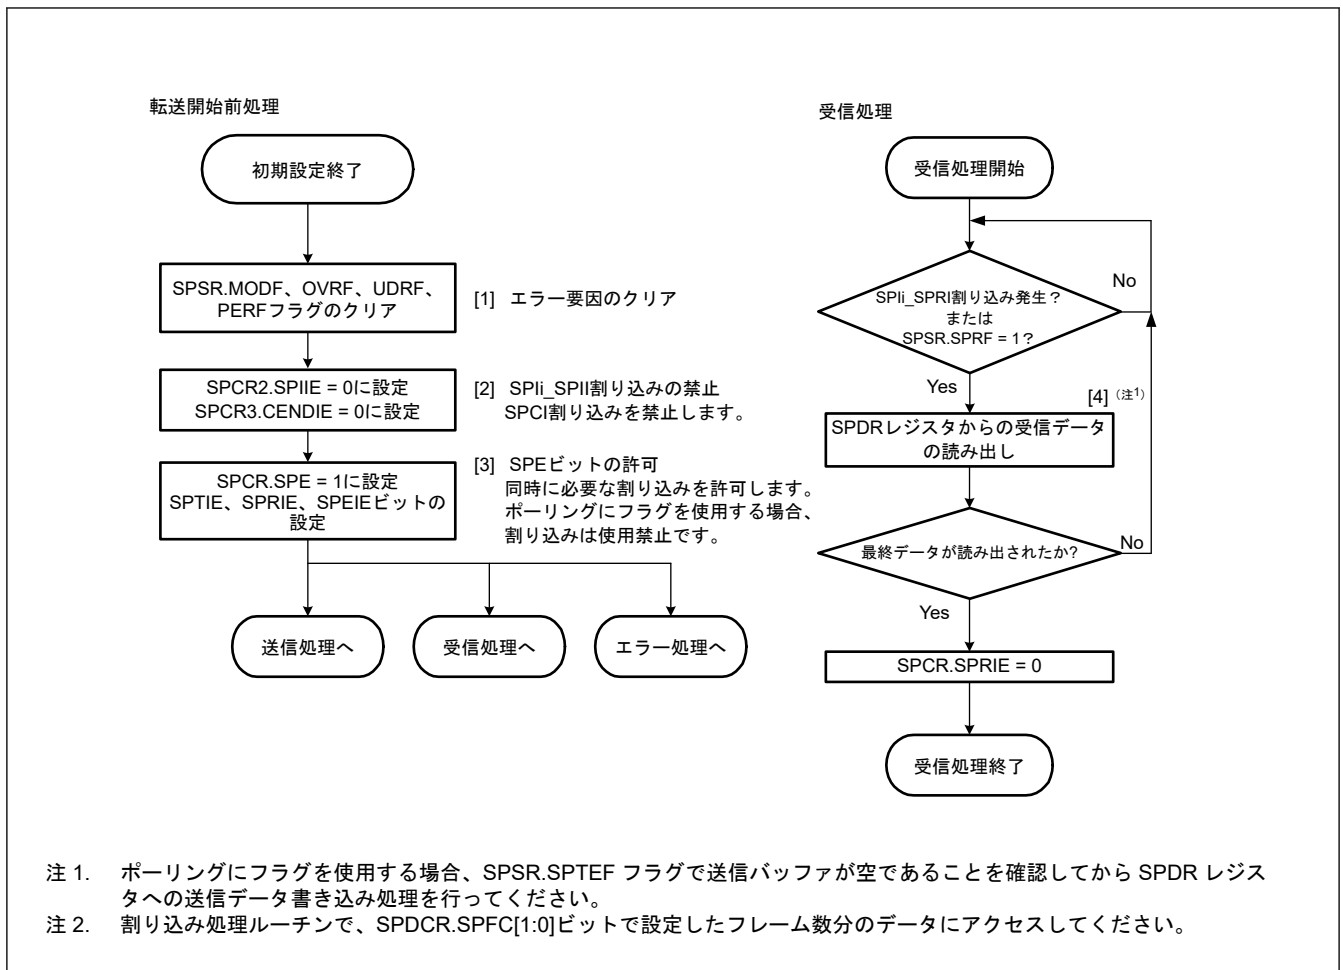 転送開始前処理
初期設定終了
SPSR.MODF、OVRF、UDRF、
PERFフラグのクリア
[1] エラー要因のクリア
SPCR2.SPIIE = 0に設定
SPCR3.CENDIE = 0に設定
[2] SPIi_SPII割り込みの禁止
SPCI割り込みを禁止します。
SPCR.SPE = 1に設定
SPTIE、SPRIE、SPEIEビットの
設定
[3] SPEビットの許可
同時に必要な割り込みを許可します。
ポーリングにフラグを使用する場合、
割り込みは使用禁止です。
送信処理へ
受信処理へ
エラー処理へ
受信処理
受信処理開始
SPIi_SPRI割り込み発生？
または
SPSR.SPRF = 1？
No
Yes
[4]（注1）
SPDRレジスタからの受信データ
の読み出し
最終データが読み出されたか?
No
Yes
SPCR.SPRIE = 0
受信処理終了
注 1. ポーリングにフラグを使用する場合、SPSR.SPTEF フラグで送信バッファが空であることを確認してから SPDR レジス
タへの送信データ書き込み処理を行ってください。
注 2. 割り込み処理ルーチンで、SPDCR.SPFC[1:0]ビットで設定したフレーム数分のデータにアクセスしてください。